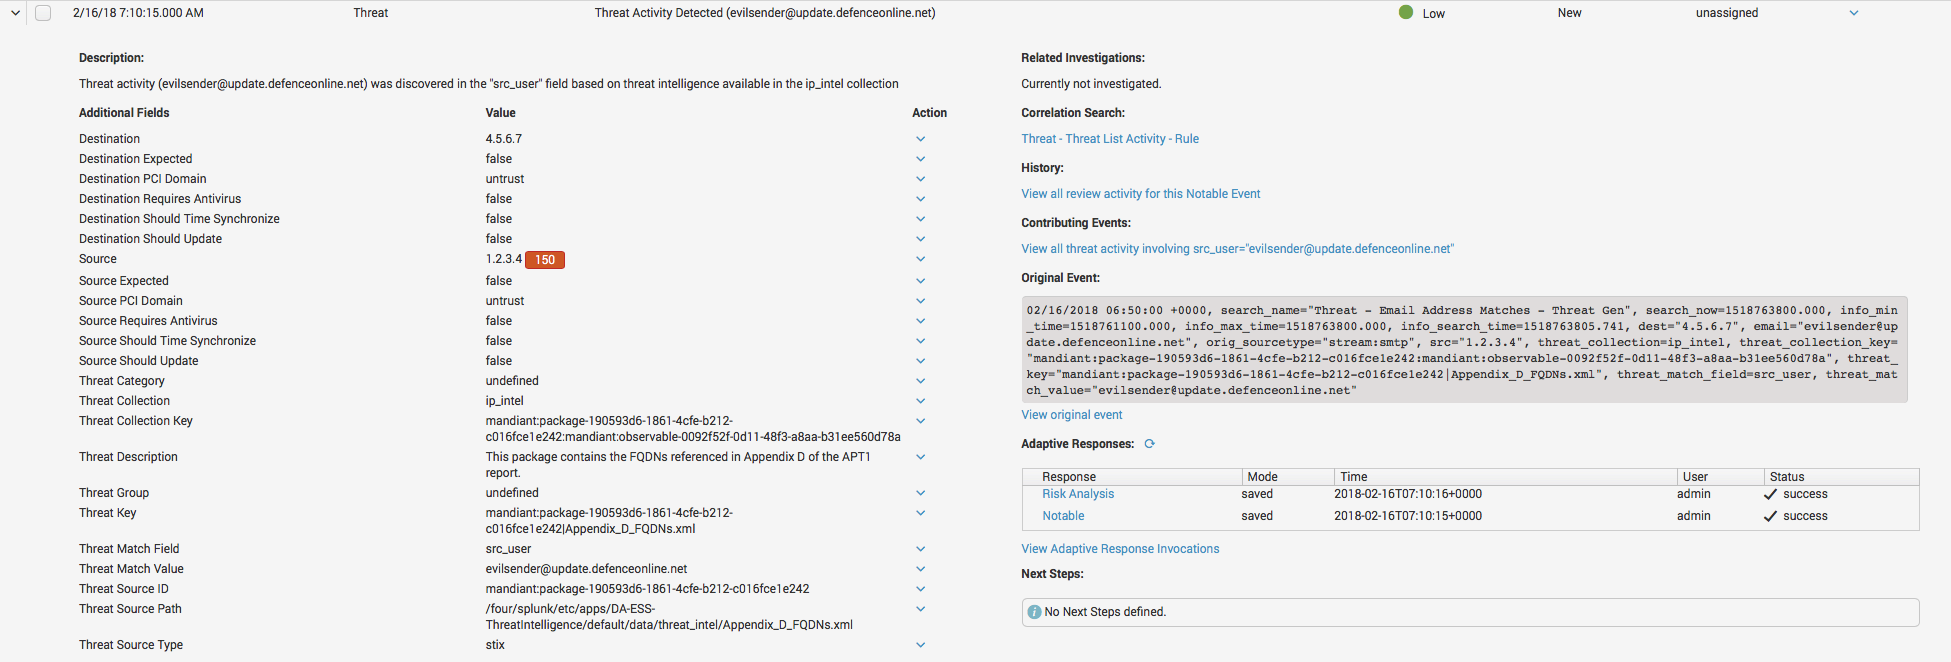 2/16/18 7:10:15.000 AM Threat Threat Activity Detected (evilsender@update.defenceonline.net) Low New unassigned
Description:
Threat activity (evilsender@update.defenceonline.net) was discovered in the "src_user" field based on threat intelligence available in the ip_intel collection
Additional Fields Value Action
Destination 4.5.6.7
Destination Expected false
Destination PCI Domain untrust
Destination Requires Antivirus false
Destination Should Time Synchronize false
Destination Should Update false
Source 1.2.3.4 150
Source Expected false
Source PCI Domain untrust
Source Requires Antivirus false
Source Should Time Synchronize false
Source Should Update false
Threat Category undefined
Threat Collection ip_intel
Threat Collection Key mandiant:package-190593d6-1861-4cfe-b212-
c016fce1e242:mandiant:observable-0092f52f-0d11-48f3-a8aa-b31ee560d78a
Threat Description This package contains the FQDNs referenced in Appendix D of the APT1
report.
Threat Group undefined
Threat Key mandiant:package-190593d6-1861-4cfe-b212-
c016fce1e242|Appendix_D_FQDNs.xml
Threat Match Field src_user
Threat Match Value evilsender@update.defenceonline.net
Threat Source ID mandiant:package-190593d6-1861-4cfe-b212-c016fce1e242
Threat Source Path /four/splunk/etc/apps/DA-ESS-
ThreatIntelligence/default/data/threat_intel/Appendix_D_FQDNs.xml
Threat Source Type stix
Related Investigations:
Currently not investigated.
Correlation Search:
Threat - Threat List Activity - Rule
History:
View all review activity for this Notable Event
Contributing Events:
View all threat activity involving src_user="evilsender@update.defenceonline.net"
Original Event:
02/16/2018 06:50:00 +0000, search_name="Threat - Email Address Matches - Threat Gen", search_now=1518763800.000, info_min
_time=1518761100.000, info_max_time=1518763800.000, info_search_time=1518763805.741, dest="4.5.6.7", email="evilsender@up
date.defenceonline.net", orig_sourcetype="stream:smtp", src="1.2.3.4", threat_collection=ip_intel, threat_collection_key=
"mandiant:package-190593d6-1861-4cfe-b212-c016fce1e242:mandiant:observable-0092f52f-0d11-48f3-a8aa-b31ee560d78a", threat_
key="mandiant:package-190593d6-1861-4cfe-b212-c016fce1e242|Appendix_D_FQDNs.xml", threat_match_field=src_user, threat_mat
ch_value="evilsender@update.defenceonline.net"
View original event
Adaptive Responses:
Response Mode Time User Status
Risk Analysis saved 2018-02-16T07:10:16+0000 admin success
Notable saved 2018-02-16T07:10:15+0000 admin success
View Adaptive Response Invocations
Next Steps:
No Next Steps defined.